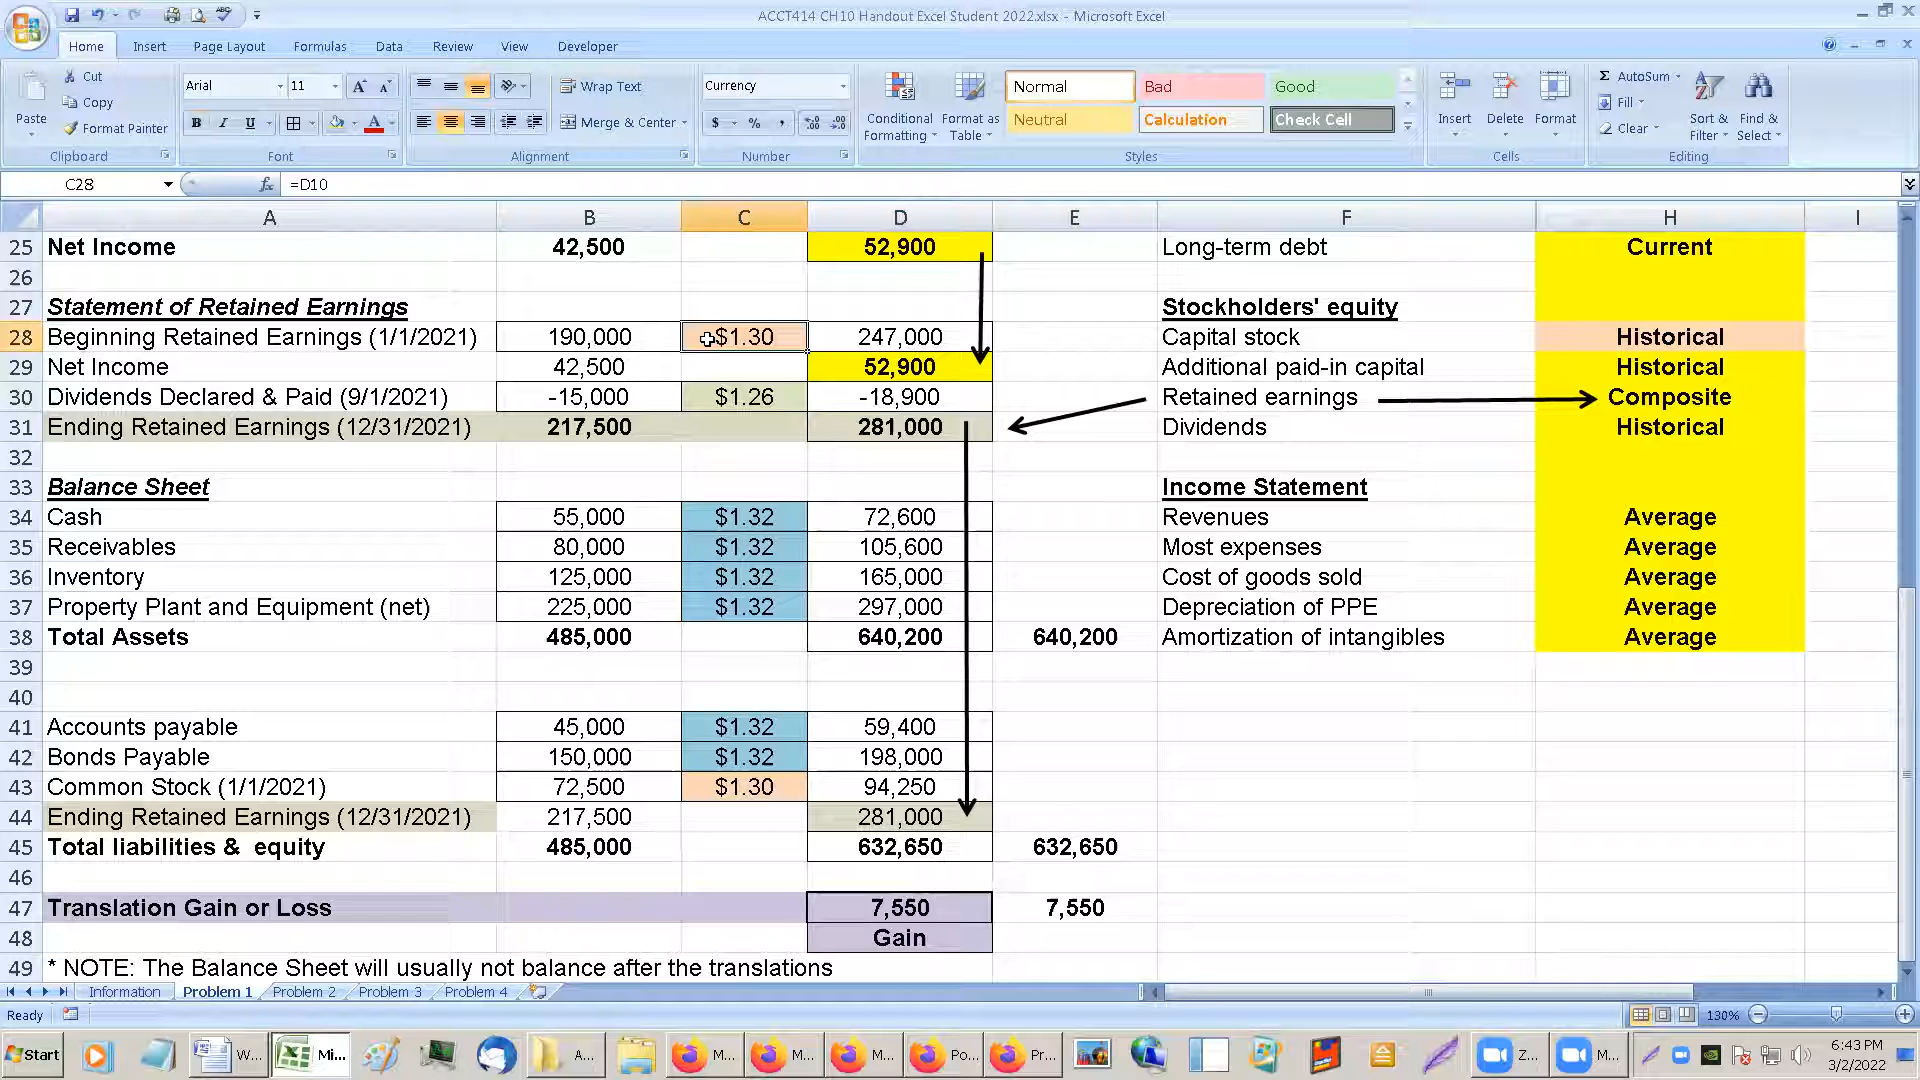 ACCT414 CH10 Handout Excel Student 2022.xlsx - Microsoft Excel
Home Insert Page Layout Formulas Data Review View Developer
Cut
Copy
Format Painter
Paste
Clipboard
Arial 11
B I U
Font
Wrap Text
Merge & Center
Alignment
Currency
$ % ,
Number
Conditional Formatting
Format as Table
Normal Bad Good
Neutral Calculation Check Cell
Styles
Insert Delete Format
Cells
Σ AutoSum
Fill
Clear
Sort & Filter
Find & Select
Editing
C28 fx =D10
A B C D E F H I
25 Net Income 42,500 52,900 Long-term debt Current
26
27 Statement of Retained Earnings Stockholders' equity
28 Beginning Retained Earnings (1/1/2021) 190,000 $1.30 247,000 Capital stock Historical
29 Net Income 42,500 52,900 Additional paid-in capital Historical
30 Dividends Declared & Paid (9/1/2021) -15,000 $1.26 -18,900 Retained earnings Composite
31 Ending Retained Earnings (12/31/2021) 217,500 281,000 Dividends Historical
32
33 Balance Sheet Income Statement
34 Cash 55,000 $1.32 72,600 Revenues Average
35 Receivables 80,000 $1.32 105,600 Most expenses Average
36 Inventory 125,000 $1.32 165,000 Cost of goods sold Average
37 Property Plant and Equipment (net) 225,000 $1.32 297,000 Depreciation of PPE Average
38 Total Assets 485,000 640,200 640,200 Amortization of intangibles Average
39
40
41 Accounts payable 45,000 $1.32 59,400
42 Bonds Payable 150,000 $1.32 198,000
43 Common Stock (1/1/2021) 72,500 $1.30 94,250
44 Ending Retained Earnings (12/31/2021) 217,500 281,000
45 Total liabilities & equity 485,000 632,650 632,650
46
47 Translation Gain or Loss 7,550 7,550
48 Gain
49 * NOTE: The Balance Sheet will usually not balance after the translations
Information Problem 1 Problem 2 Problem 3 Problem 4
Ready 130%
Start W... Mi... A... M... M... M... Po... Pr... Z... M... 6:43 PM
3/2/2022